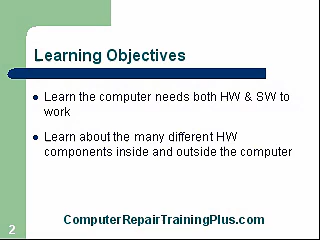 Learning Objectives
Learn the computer needs both HW & SW to
work
Learn about the many different HW
components inside and outside the computer
ComputerRepairTrainingPlus.com
2